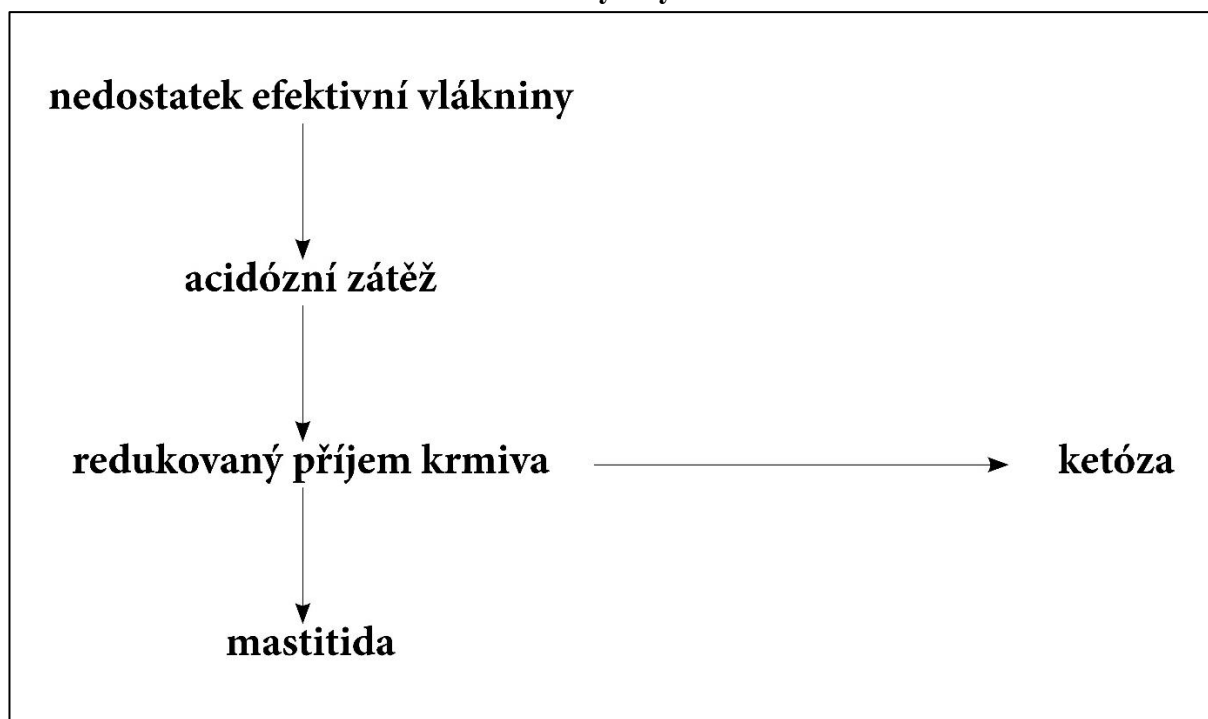 nedostatek efektivní vlákniny
acidózní zátěž
redukovaný příjem krmiva
ketóza
mastitida